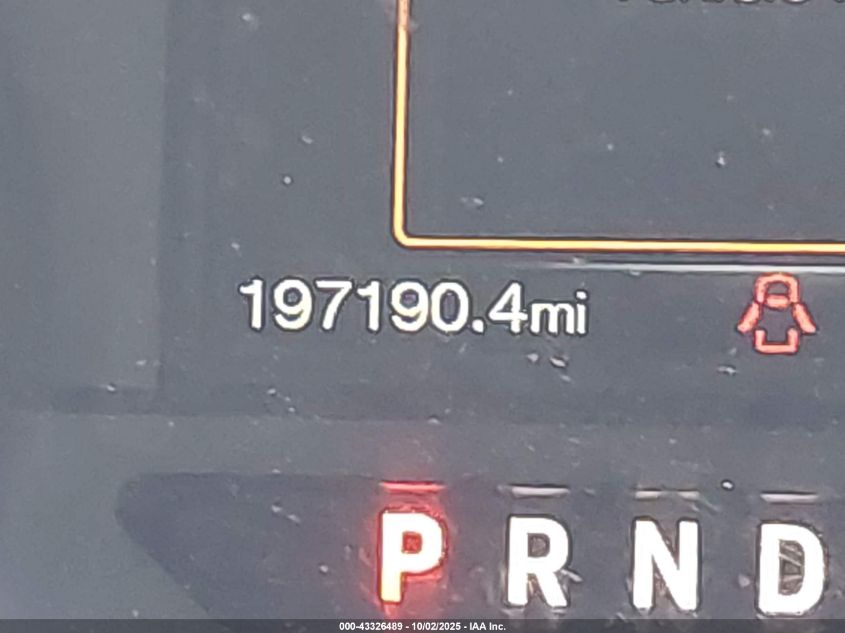 197190.4mi
P R N D
000-43326489 - 10/02/2025 - IAA Inc.